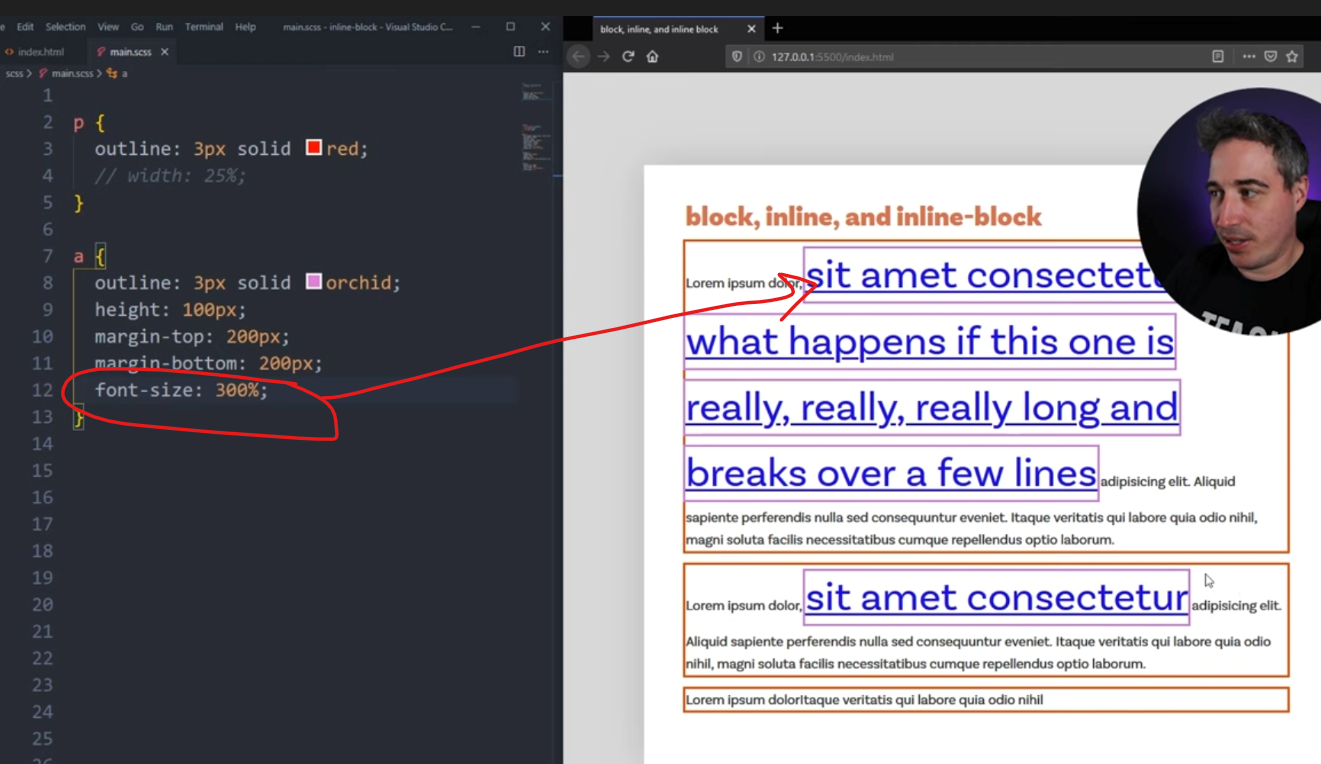 Edit Selection View Go Run Terminal Help main.scss - inline-block - Visual Studio C...
index.html main.scss
scss > main.scss > a
1
2 p {
3 outline: 3px solid red;
4 // width: 25%;
5 }
6
7 a {
8 outline: 3px solid orchid;
9 height: 100px;
10 margin-top: 200px;
11 margin-bottom: 200px;
12 font-size: 300%;
13 }
14
15
16
17
18
19
20
21
22
23
24
25
block, inline, and inline block
127.0.0.1:5500/index.html
block, inline, and inline-block
Lorem ipsum dolor, sit amet consectetu
what happens if this one is
really, really, really long and
breaks over a few lines adipisicing elit. Aliquid
sapiente perferendis nulla sed consequuntur eveniet. Itaque veritatis qui labore quia odio nihil,
magni soluta facilis necessitatibus cumque repellendus optio laborum.
Lorem ipsum dolor, sit amet consectetur adipisicing elit.
Aliquid sapiente perferendis nulla sed consequuntur eveniet. Itaque veritatis qui labore quia odio
nihil, magni soluta facilis necessitatibus cumque repellendus optio laborum.
Lorem ipsum dolorItaque veritatis qui labore quia odio nihil